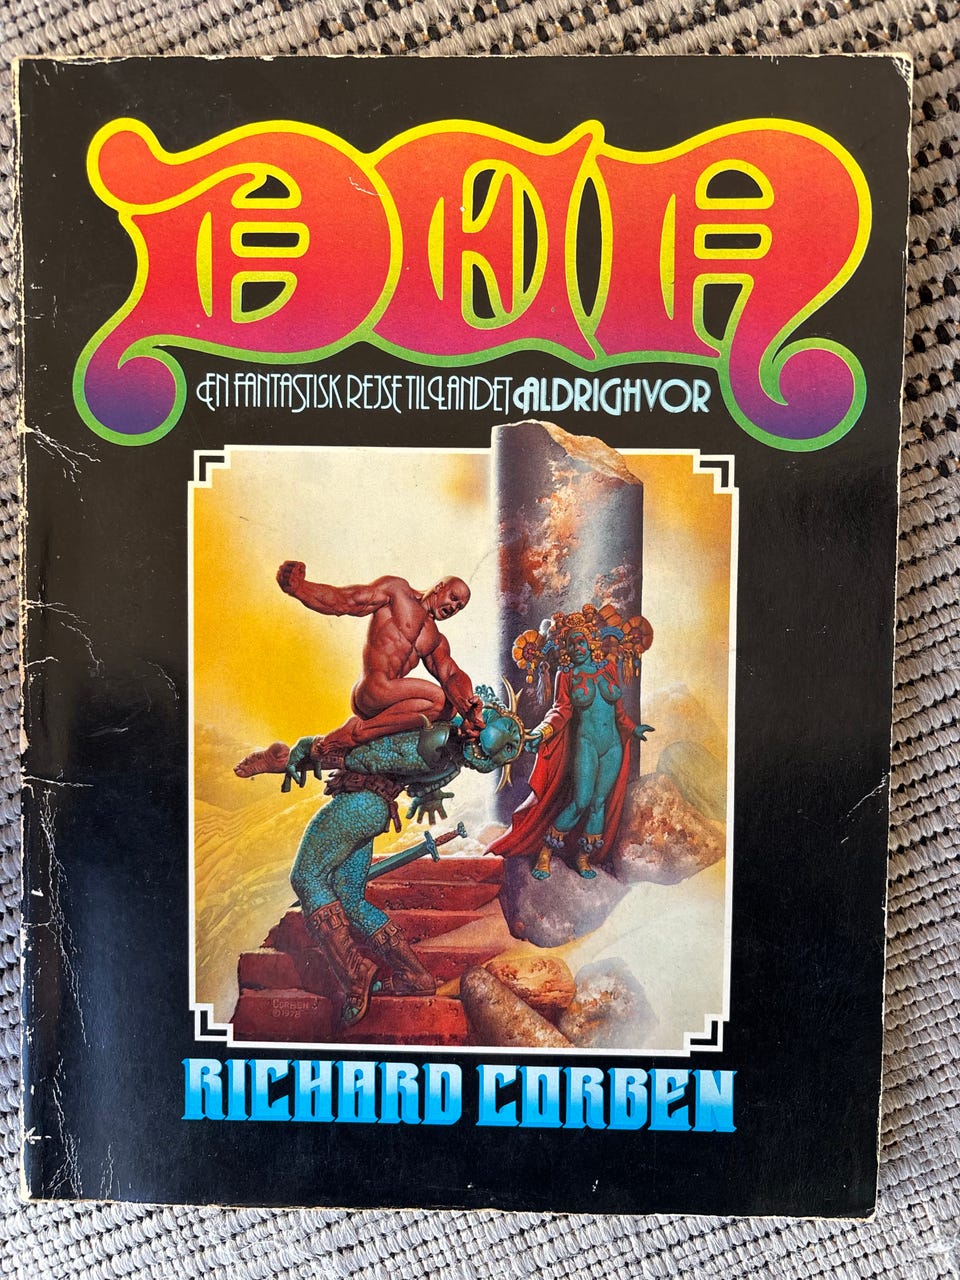 DEN
EN FANTASTISK REJSE TIL LANDET ALDRIGHVOR
CORBEN
©1978
RICHARD CORBEN